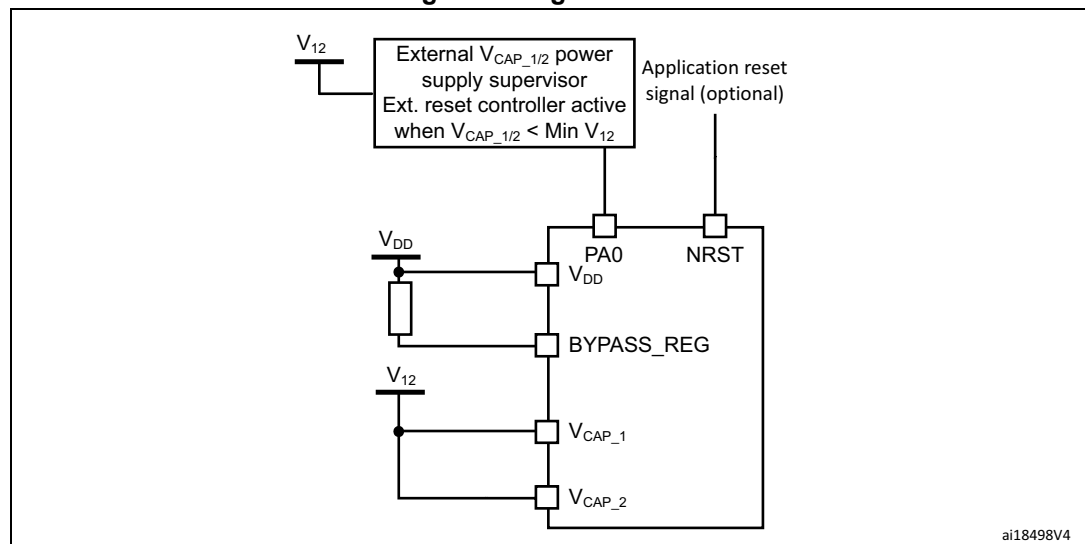 V12
External VCAP_1/2 power
supply supervisor
Ext. reset controller active
when VCAP_1/2 < Min V12
Application reset
signal (optional)
PA0
NRST
VDD
VDD
BYPASS_REG
V12
VCAP_1
VCAP_2
ai18498V4